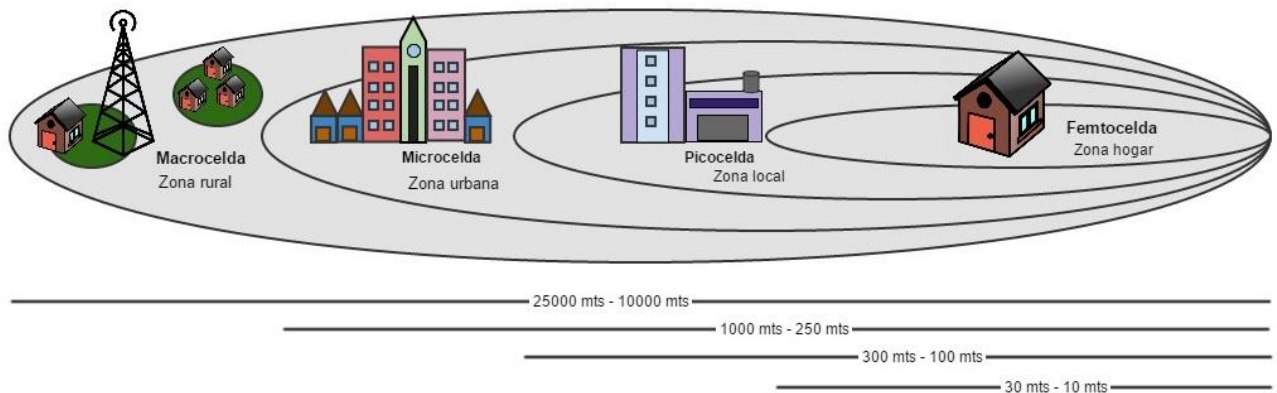 Macrocelda
Zona rural
Microcelda
Zona urbana
Picocelda
Zona local
Femtocelda
Zona hogar
25000 mts - 10000 mts
1000 mts - 250 mts
300 mts - 100 mts
30 mts - 10 mts